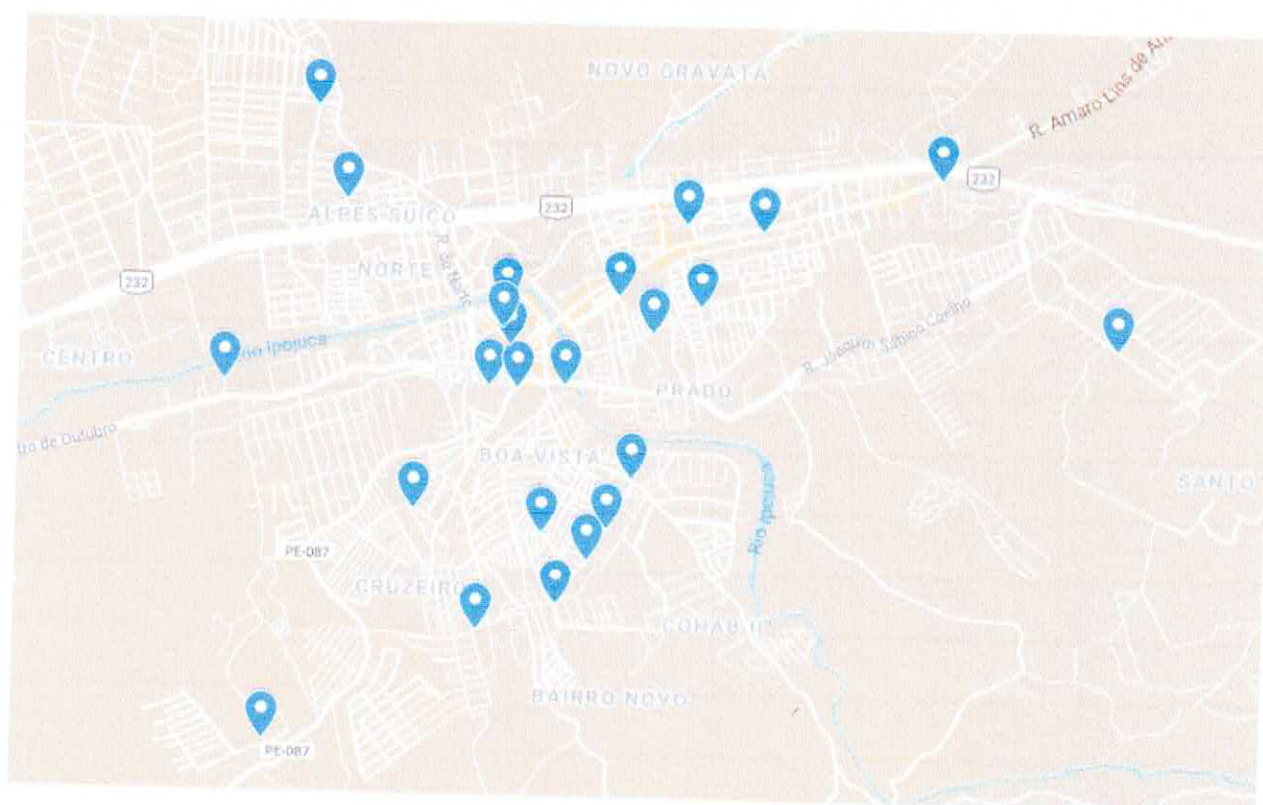 NOVO GRAVATÁ
R. Amaro Lins de
232
232
ALPES SUIÇO
R. do Norte
NORTE
232
Rio Ipojuca
CENTRO
R. Joaquim Sabino Coelho
PRADO
de Outubro
BOA VISTA
SANTO
Rio Ipojuca
PE-087
CRUZEIRO
COHAB II
BAIRRO NOVO
PE-087